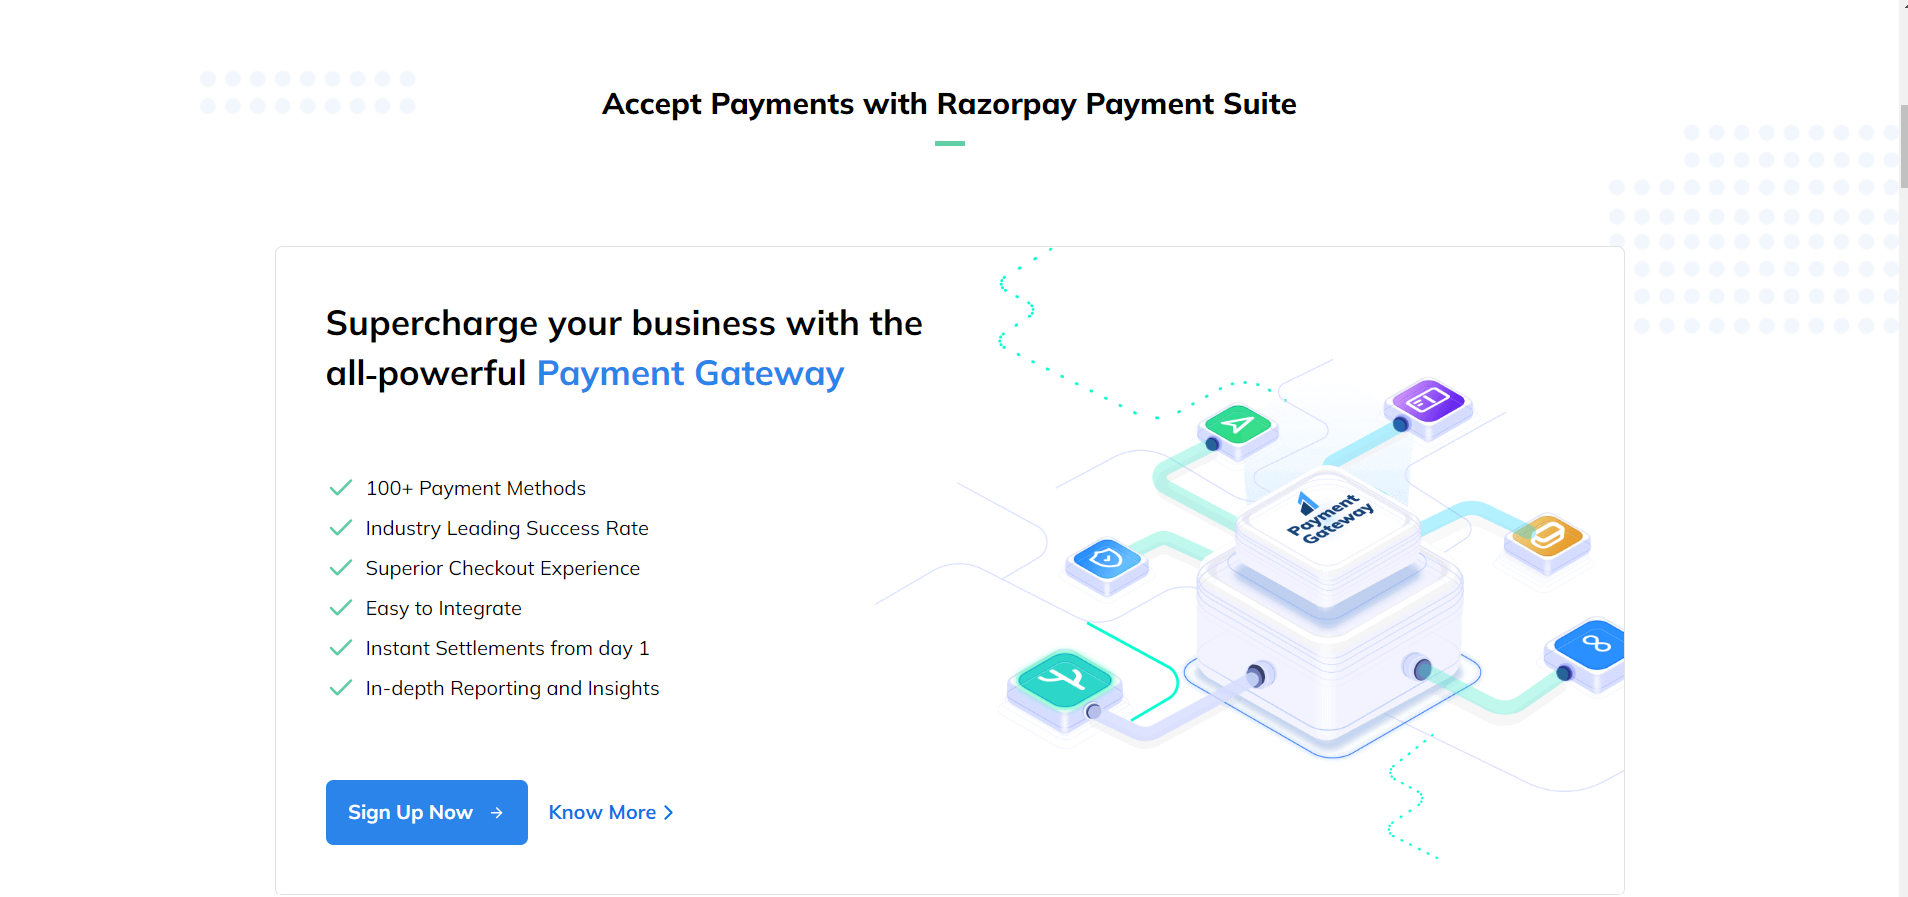 Accept Payments with Razorpay Payment Suite
Supercharge your business with the
all-powerful Payment Gateway
100+ Payment Methods
Industry Leading Success Rate
Superior Checkout Experience
Easy to Integrate
Instant Settlements from day 1
In-depth Reporting and Insights
Sign Up Now
Know More
Payment
Gateway